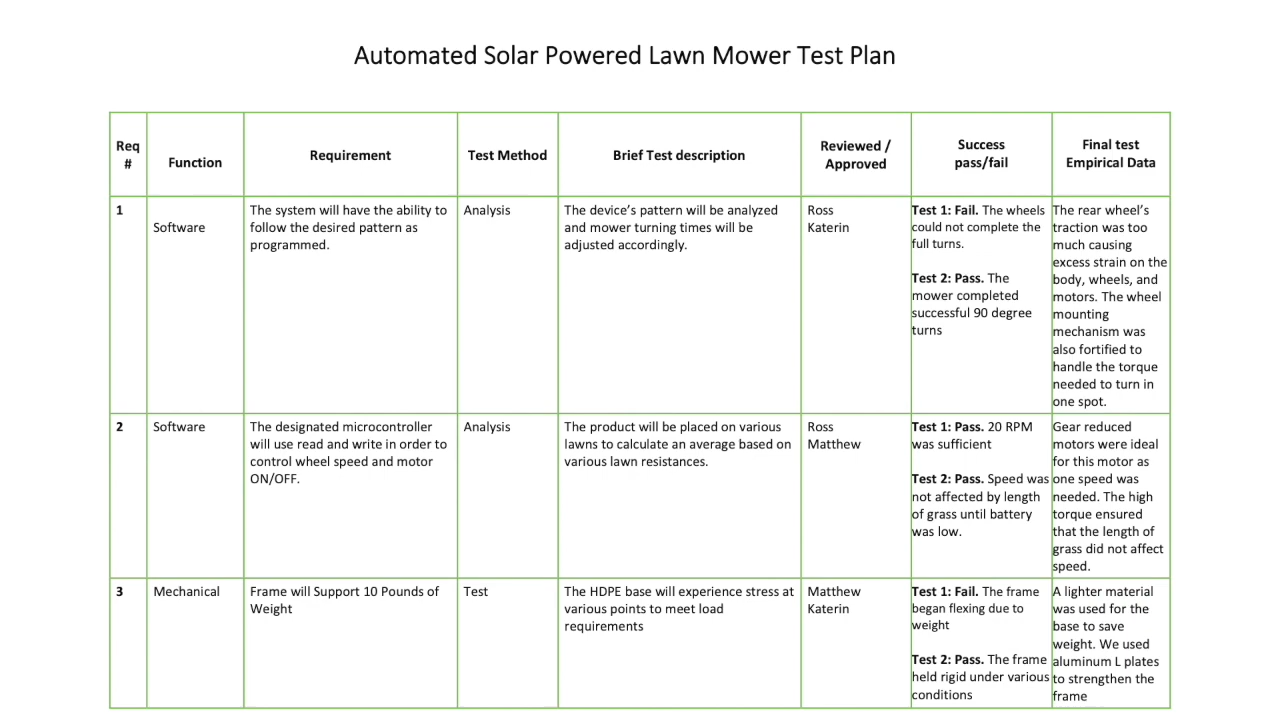 Automated Solar Powered Lawn Mower Test Plan
Req
#
Function
Requirement
Test Method
Brief Test description
Reviewed /
Approved
Success
pass/fail
Final test
Empirical Data
1
Software
The system will have the ability to
follow the desired pattern as
programmed.
Analysis
The device’s pattern will be analyzed
and mower turning times will be
adjusted accordingly.
Ross
Katerin
Test 1: Fail. The wheels
could not complete the
full turns.
Test 2: Pass. The
mower completed
successful 90 degree
turns
The rear wheel’s
traction was too
much causing
excess strain on the
body, wheels, and
motors. The wheel
mounting
mechanism was
also fortified to
handle the torque
needed to turn in
one spot.
2
Software
The designated microcontroller
will use read and write in order to
control wheel speed and motor
ON/OFF.
Analysis
The product will be placed on various
lawns to calculate an average based on
various lawn resistances.
Ross
Matthew
Test 1: Pass. 20 RPM
was sufficient
Test 2: Pass. Speed was
not affected by length
of grass until battery
was low.
Gear reduced
motors were ideal
for this motor as
one speed was
needed. The high
torque ensured
that the length of
grass did not affect
speed.
3
Mechanical
Frame will Support 10 Pounds of
Weight
Test
The HDPE base will experience stress at
various points to meet load
requirements
Matthew
Katerin
Test 1: Fail. The frame
began flexing due to
weight
Test 2: Pass. The frame
held rigid under various
conditions
A lighter material
was used for the
base to save
weight. We used
aluminum L plates
to strengthen the
frame